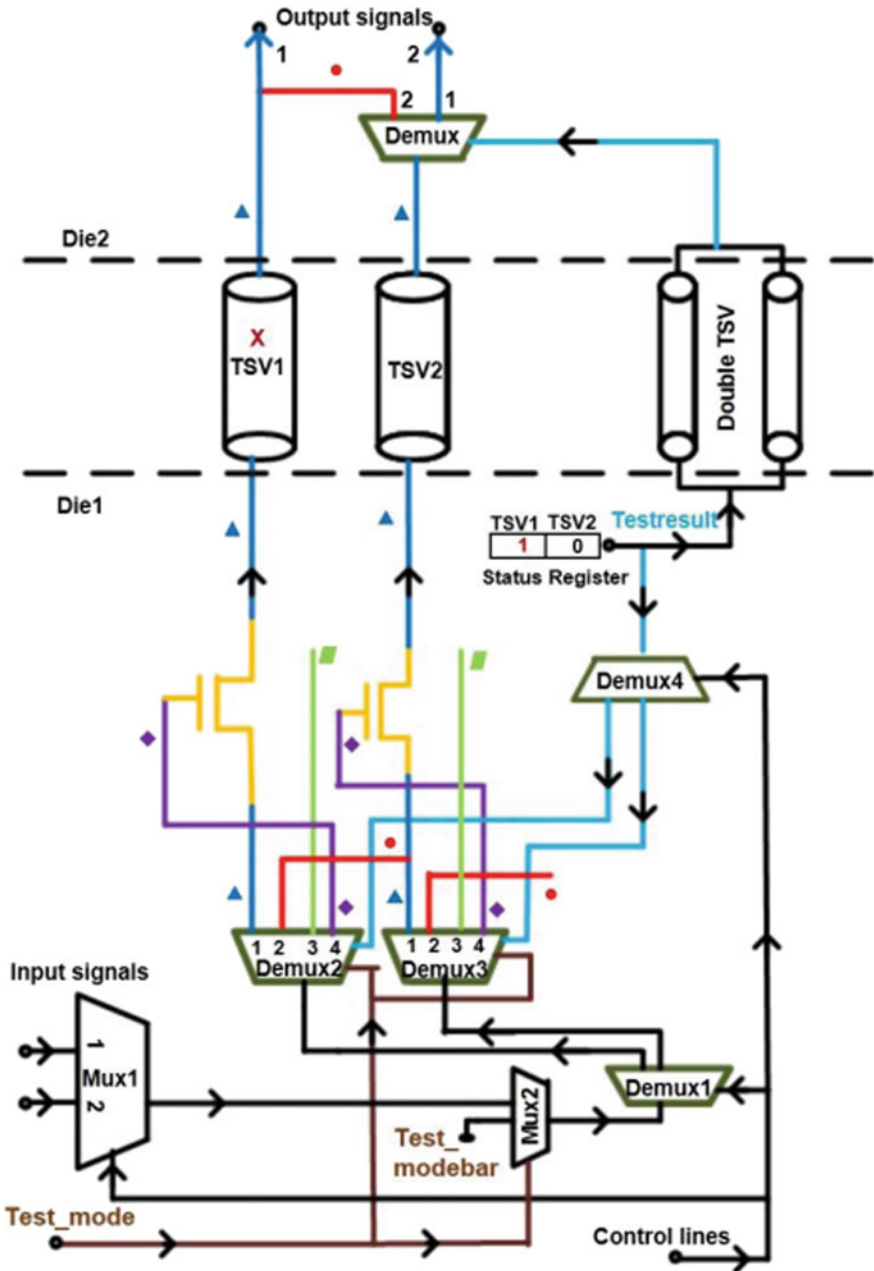 Output signals
1
2
2
1
Demux
Die2
X
TSV1
TSV2
Double TSV
Die1
TSV1 TSV2
Testresult
1 0
Status Register
Demux4
1 2 3 4
Demux2
1 2 3 4
Demux3
Input signals
1
Mux1
2
Mux2
Demux1
Test_
modebar
Test_mode
Control lines